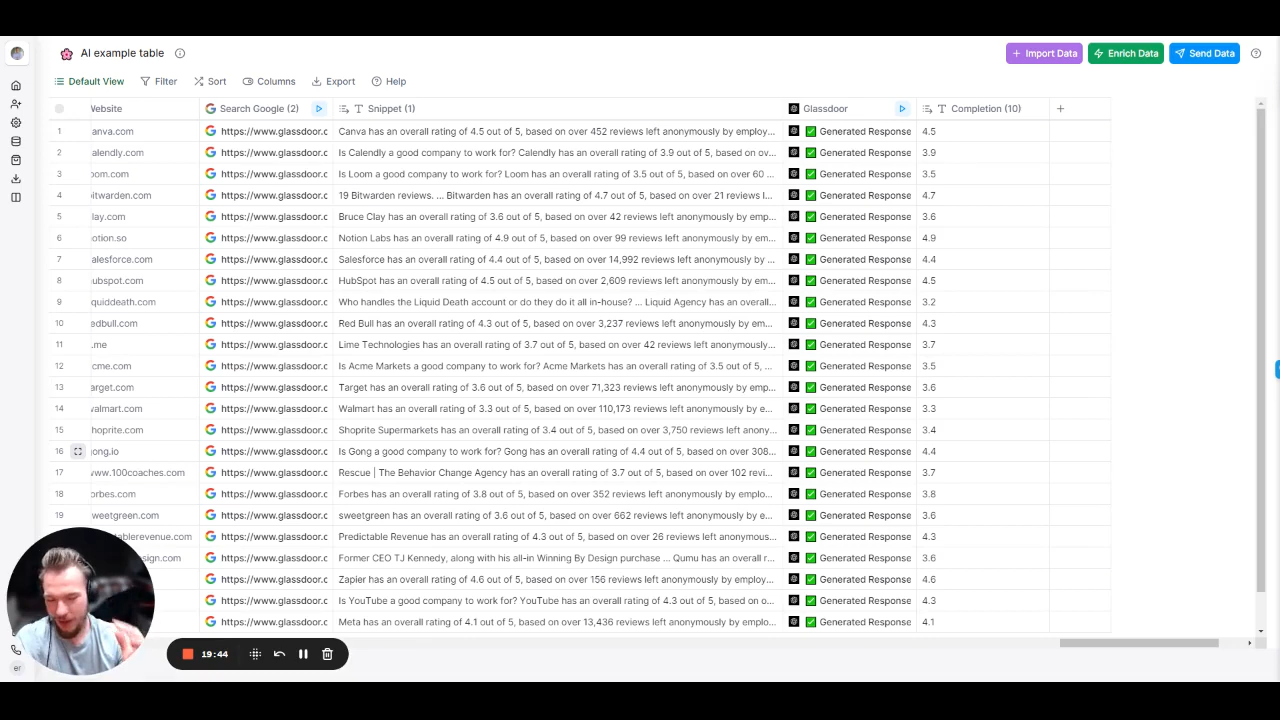 AI example table
Import Data Enrich Data Send Data
Default View Filter Sort Columns Export Help
Website Search Google (2) Snippet (1) Glassdoor Completion (10)
1 anva.com https://www.glassdoor.c Canva has an overall rating of 4.5 out of 5, based on over 452 reviews left anonymously by employ... Generated Response 4.5
2 alendly.com https://www.glassdoor.c Is Calendly a good company to work for? Calendly has an overall rating of 3.9 out of 5, based on ov... Generated Response 3.9
3 oom.com https://www.glassdoor.c Is Loom a good company to work for? Loom has an overall rating of 3.5 out of 5, based on over 60 ... Generated Response 3.5
4 bitwarden.com https://www.glassdoor.c 19 Bitwarden reviews. ... Bitwarden has an overall rating of 4.7 out of 5, based on over 21 reviews l... Generated Response 4.7
5 lay.com https://www.glassdoor.c Bruce Clay has an overall rating of 3.6 out of 5, based on over 42 reviews left anonymously by emp... Generated Response 3.6
6 otion.so https://www.glassdoor.c Notion Labs has an overall rating of 4.9 out of 5, based on over 99 reviews left anonymously by em... Generated Response 4.9
7 alesforce.com https://www.glassdoor.c Salesforce has an overall rating of 4.4 out of 5, based on over 14,992 reviews left anonymously by ... Generated Response 4.4
8 ubspot.com https://www.glassdoor.c HubSpot has an overall rating of 4.5 out of 5, based on over 2,609 reviews left anonymously by em... Generated Response 4.5
9 iquiddeath.com https://www.glassdoor.c Who handles the Liquid Death account or do they do it all in-house? ... Liquid Agency has an overall... Generated Response 3.2
10 edbull.com https://www.glassdoor.c Red Bull has an overall rating of 4.3 out of 5, based on over 3,237 reviews left anonymously by em... Generated Response 4.3
11 .me https://www.glassdoor.c Lime Technologies has an overall rating of 3.7 out of 5, based on over 42 reviews left anonymously... Generated Response 3.7
12 cme.com https://www.glassdoor.c Is Acme Markets a good company to work for? Acme Markets has an overall rating of 3.5 out of 5, ... Generated Response 3.5
13 arget.com https://www.glassdoor.c Target has an overall rating of 3.6 out of 5, based on over 71,323 reviews left anonymously by emp... Generated Response 3.6
14 valmart.com https://www.glassdoor.c Walmart has an overall rating of 3.3 out of 5, based on over 110,173 reviews left anonymously by e... Generated Response 3.3
15 hoprite.com https://www.glassdoor.c Shoprite Supermarkets has an overall rating of 3.4 out of 5, based on over 3,750 reviews left anony... Generated Response 3.4
16 ong.io https://www.glassdoor.c Is Gong a good company to work for? Gong has an overall rating of 4.4 out of 5, based on over 308... Generated Response 4.4
17 www.100coaches.com https://www.glassdoor.c Rescue | The Behavior Change Agency has an overall rating of 3.7 out of 5, based on over 102 revi... Generated Response 3.7
18 orbes.com https://www.glassdoor.c Forbes has an overall rating of 3.8 out of 5, based on over 352 reviews left anonymously by emplo... Generated Response 3.8
19 sweetgreen.com https://www.glassdoor.c sweetgreen has an overall rating of 3.6 out of 5, based on over 662 reviews left anonymously by e... Generated Response 3.6
tablerevenue.com https://www.glassdoor.c Predictable Revenue has an overall rating of 4.3 out of 5, based on over 26 reviews left anonymous... Generated Response 4.3
sign.com https://www.glassdoor.c Former CEO TJ Kennedy, along with his all-in Winning By Design purchase ... Qumu has an overall r... Generated Response 3.6
https://www.glassdoor.c Zapier has an overall rating of 4.6 out of 5, based on over 156 reviews left anonymously by employ... Generated Response 4.6
https://www.glassdoor.c Is YouTube a good company to work for? YouTube has an overall rating of 4.3 out of 5, based on o... Generated Response 4.3
https://www.glassdoor.c Meta has an overall rating of 4.1 out of 5, based on over 13,436 reviews left anonymously by emplo... Generated Response 4.1
19:44
er